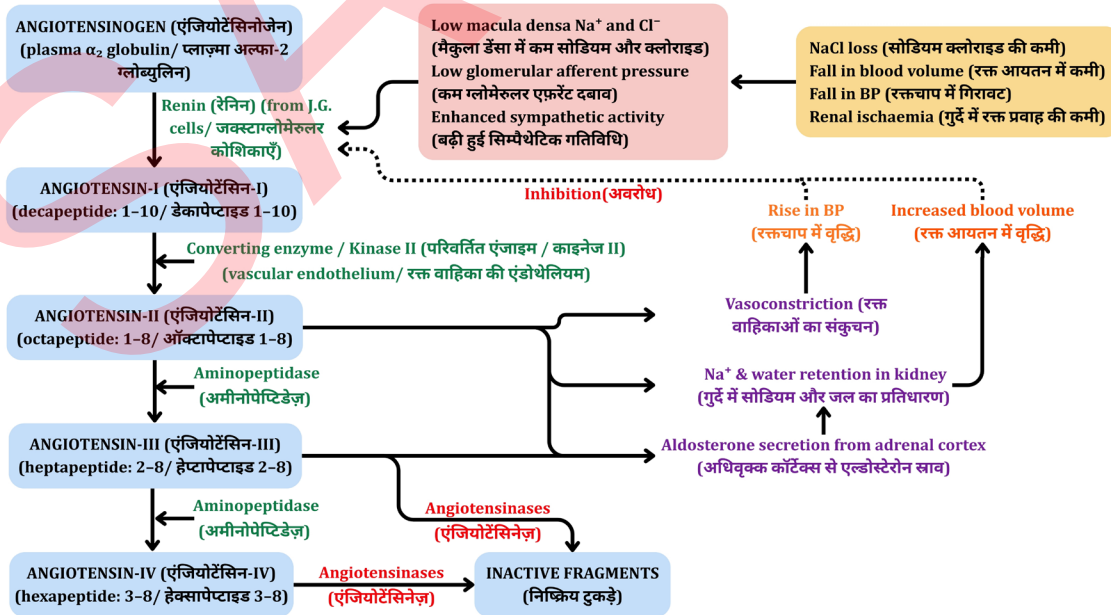 ANGIOTENSINOGEN (एंजियोटेंसिनोजेन)
(plasma α₂ globulin/ प्लाज़्मा अल्फा-2
ग्लोब्युलिन)
Low macula densa Na⁺ and Cl⁻
(मैकुला डेंसा में कम सोडियम और क्लोराइड)
Low glomerular afferent pressure
(कम ग्लोमेरुलर एफ़रेंट दबाव)
Enhanced sympathetic activity
(बढ़ी हुई सिम्पैथेटिक गतिविधि)
NaCl loss (सोडियम क्लोराइड की कमी)
Fall in blood volume (रक्त आयतन में कमी)
Fall in BP (रक्तचाप में गिरावट)
Renal ischaemia (गुर्दे में रक्त प्रवाह की कमी)
Renin (रेनिन) (from J.G.
cells/ जक्स्टाग्लोमेरुलर
कोशिकाएँ)
ANGIOTENSIN-I (एंजियोटेंसिन-I)
(decapeptide: 1–10/ डेकापेप्टाइड 1–10)
Inhibition(अवरोध)
Rise in BP
(रक्तचाप में वृद्धि)
Increased blood volume
(रक्त आयतन में वृद्धि)
Converting enzyme / Kinase II (परिवर्तित एंजाइम / काइनेज II)
(vascular endothelium/ रक्त वाहिका की एंडोथेलियम)
ANGIOTENSIN-II (एंजियोटेंसिन-II)
(octapeptide: 1–8/ ऑक्टापेप्टाइड 1–8)
Vasoconstriction (रक्त
वाहिकाओं का संकुचन)
Aminopeptidase
(अमीनोपेप्टिडेज़)
Na⁺ & water retention in kidney
(गुर्दे में सोडियम और जल का प्रतिधारण)
ANGIOTENSIN-III (एंजियोटेंसिन-III)
(heptapeptide: 2–8/ हेप्टापेप्टाइड 2–8)
Aldosterone secretion from adrenal cortex
(अधिवृक्क कॉर्टेक्स से एल्डोस्टेरोन स्राव)
Aminopeptidase
(अमीनोपेप्टिडेज़)
Angiotensinases
(एंजियोटेंसिनेज़)
ANGIOTENSIN-IV (एंजियोटेंसिन-IV)
(hexapeptide: 3–8/ हेक्सापेप्टाइड 3–8)
Angiotensinases
(एंजियोटेंसिनेज़)
INACTIVE FRAGMENTS
(निष्क्रिय टुकड़े)